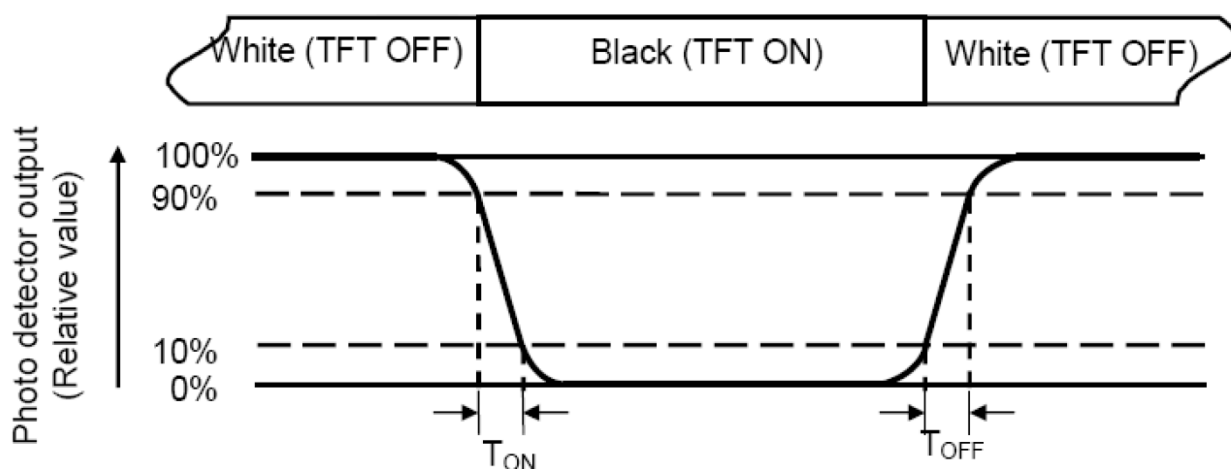 White (TFT OFF)
Black (TFT ON)
White (TFT OFF)
Photo detector output
(Relative value)
100%
90%
10%
0%
TON
TOFF